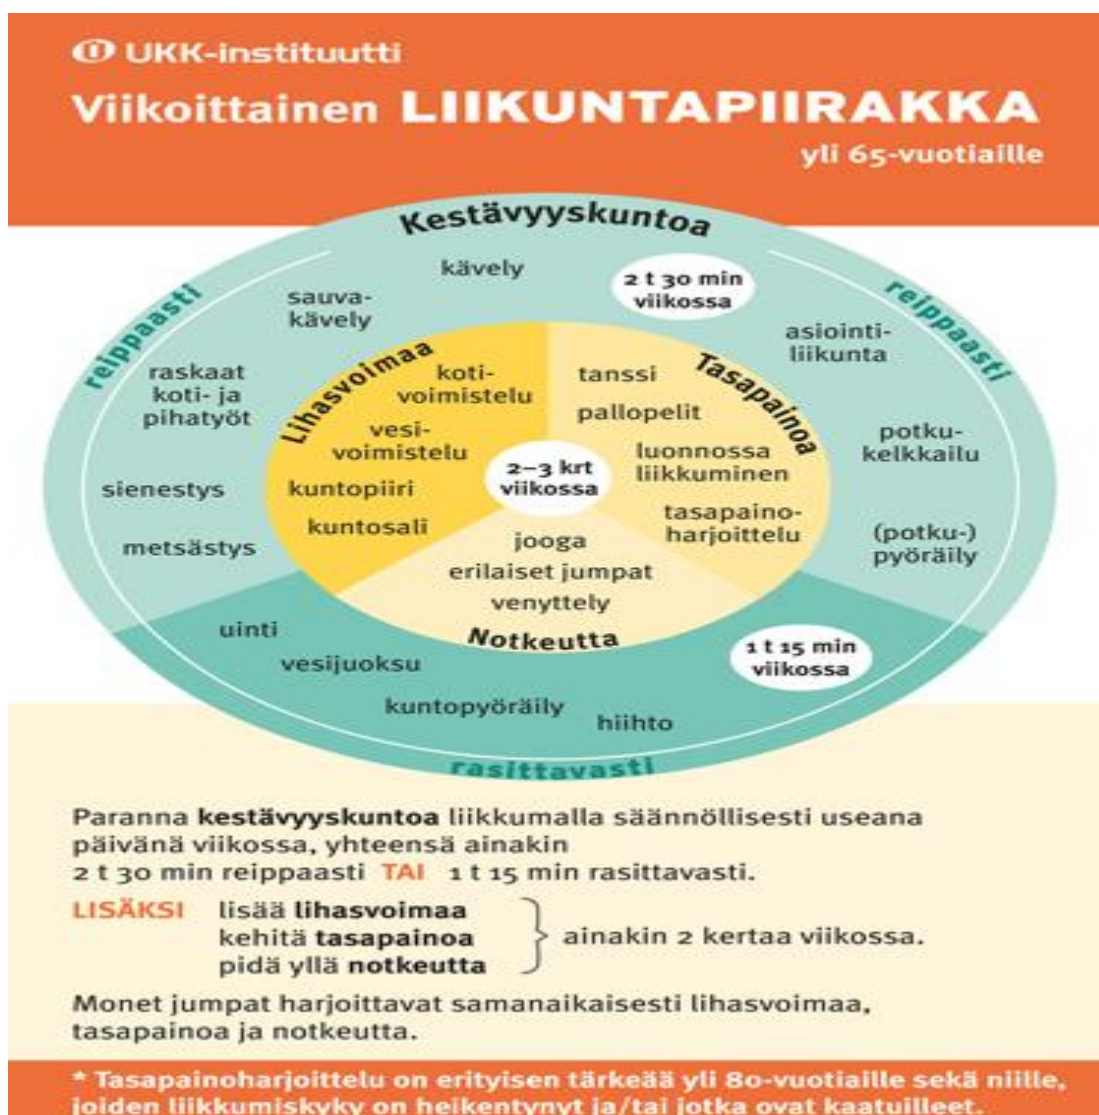 UKK-instituutti
Viikoittainen LIIKUNTAPIIRAKKA
yli 65-vuotiaille
Kestävyyskuntoa
reippaasti
reippaasti
kävely
2 t 30 min
viikossa
sauva-
kävely
asiointi-
liikunta
raskaat
koti- ja
pihatyöt
potku-
kelkkailu
sienestys
metsästys
(potku-)
pyöräily
Lihasvoimaa
koti-
voimistelu
vesi-
voimistelu
kuntopiiri
kuntosali
Tasapainoa
tanssi
pallopelit
luonnossa
liikkuminen
tasapaino-
harjoittelu
2–3 krt
viikossa
jooga
erilaiset jumpat
venyttely
Notkeutta
uinti
vesijuoksu
kuntopyöräily
hiihto
1 t 15 min
viikossa
rasittavasti
Paranna kestävyyskuntoa liikkumalla säännöllisesti useana
päivänä viikossa, yhteensä ainakin
2 t 30 min reippaasti TAI 1 t 15 min rasittavasti.
LISÄKSI lisää lihasvoimaa
kehitä tasapainoa
pidä yllä notkeutta
ainakin 2 kertaa viikossa.
Monet jumpat harjoittavat samanaikaisesti lihasvoimaa,
tasapainoa ja notkeutta.
* Tasapainoharjoittelu on erityisen tärkeää yli 80-vuotiaille sekä niille,
joiden liikkumiskyky on heikentynyt ja/tai jotka ovat kaatuilleet.